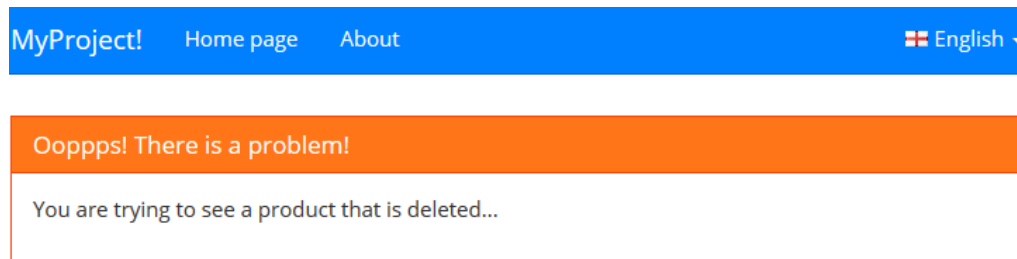 MyProject! Home page About English
Ooppps! There is a problem!
You are trying to see a product that is deleted...